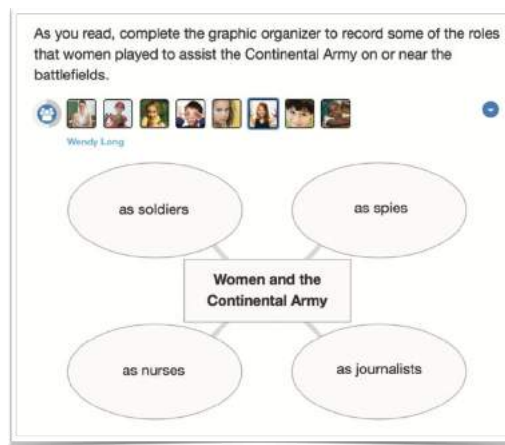 As you read, complete the graphic organizer to record some of the roles
that women played to assist the Continental Army on or near the
battlefields.
Wendy Long
as soldiers
as spies
Women and the
Continental Army
as nurses
as journalists